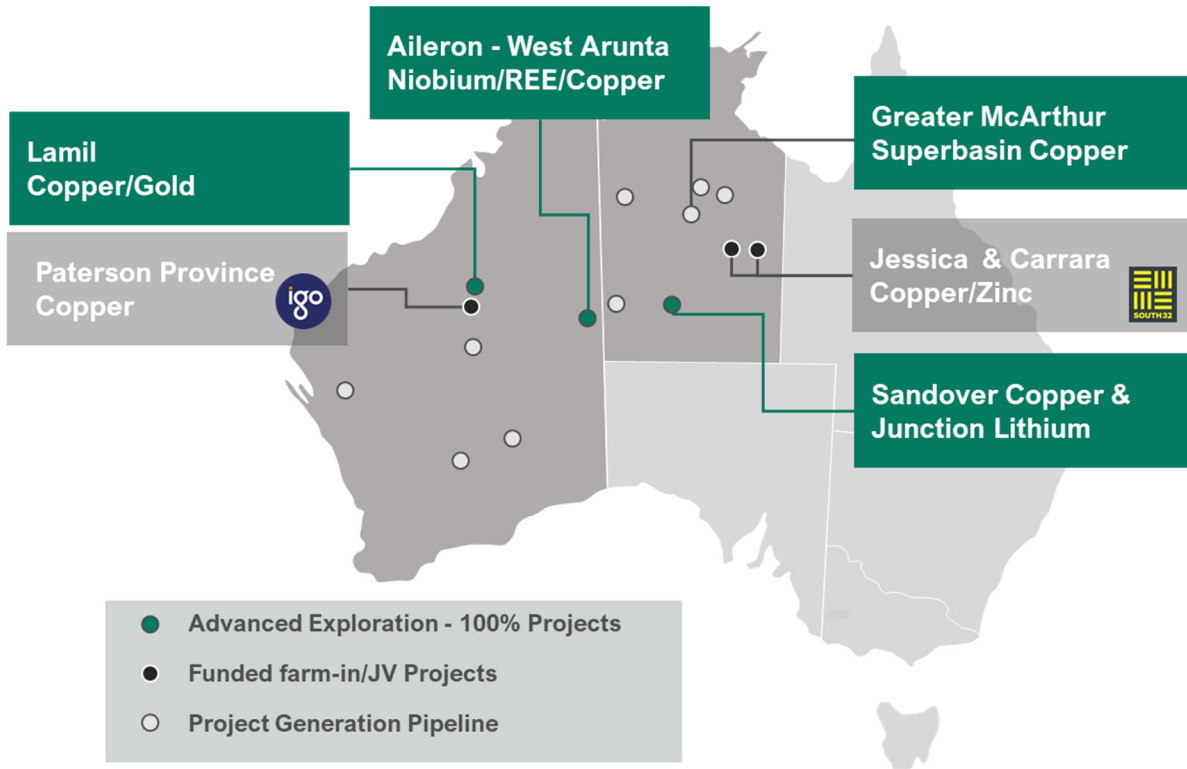 Aileron - West Arunta
Niobium/REE/Copper
Greater McArthur
Superbasin Copper
Lamil
Copper/Gold
Paterson Province
Copper
igo
Jessica & Carrara
Copper/Zinc
SOUTH32
Sandover Copper &
Junction Lithium
Advanced Exploration - 100% Projects
Funded farm-in/JV Projects
Project Generation Pipeline